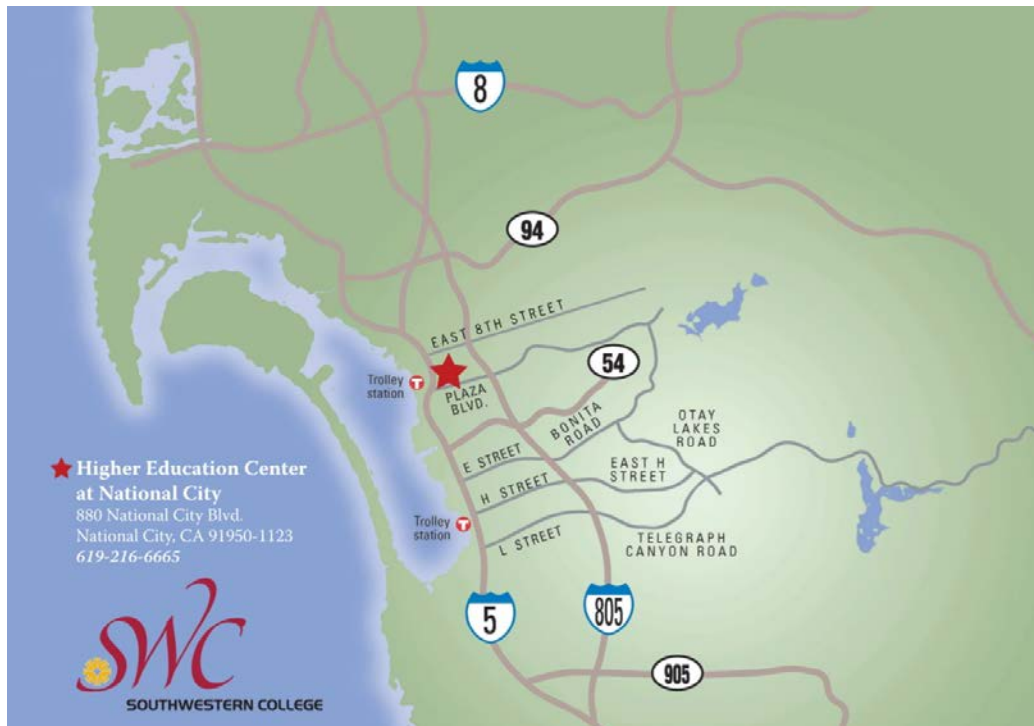 8
94
EAST 8TH STREET
Trolley
station
T
PLAZA
BLVD.
54
BONITA
ROAD
OTAY
LAKES
ROAD
E STREET
EAST H
STREET
H STREET
Trolley
station
T
L STREET
TELEGRAPH
CANYON ROAD
Higher Education Center
at National City
880 National City Blvd.
National City, CA 91950-1123
619-216-6665
5
805
905
SWC
SOUTHWESTERN COLLEGE